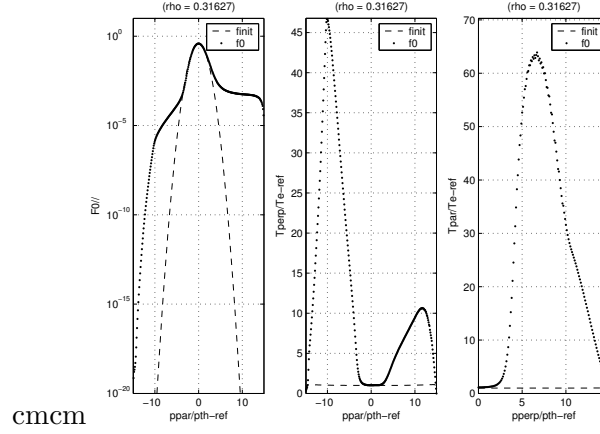 (rho = 0.31627)
finit
f0
10^0
10^−5
10^−10
10^−15
10^−20
F0//
−10 0 10
ppar/pth−ref
(rho = 0.31627)
finit
f0
45
40
35
30
25
20
15
10
5
0
Tperp/Te−ref
−10 0 10
ppar/pth−ref
(rho = 0.31627)
finit
f0
70
60
50
40
30
20
10
0
Tpar/Te−ref
0 5 10
pperp/pth−ref
cmcm